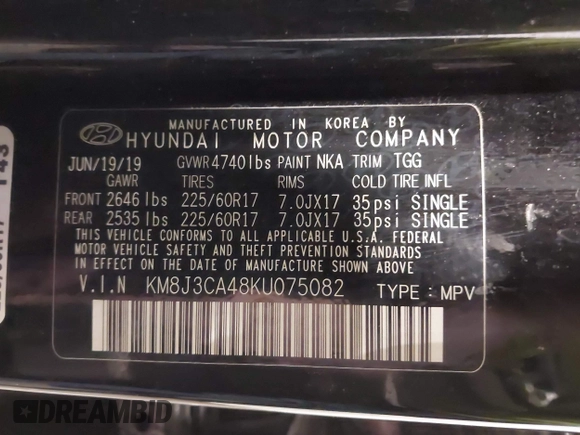 MANUFACTURED IN KOREA BY
HYUNDAI MOTOR COMPANY
JUN/19/19 GVWR 4740lbs PAINT NKA TRIM TGG
GAWR TIRES RIMS COLD TIRE INFL
FRONT 2646 lbs 225/60R17 7.0JX17 35psi SINGLE
REAR 2535 lbs 225/60R17 7.0JX17 35psi SINGLE
THIS VEHICLE CONFORMS TO ALL APPLICABLE U.S.A. FEDERAL
MOTOR VEHICLE SAFETY AND THEFT PREVENTION STANDARDS
IN EFFECT ON THE DATE OF MANUFACTURE SHOWN ABOVE.
V.I.N KM8J3CA48KU075082 TYPE : MPV
DREAMBID